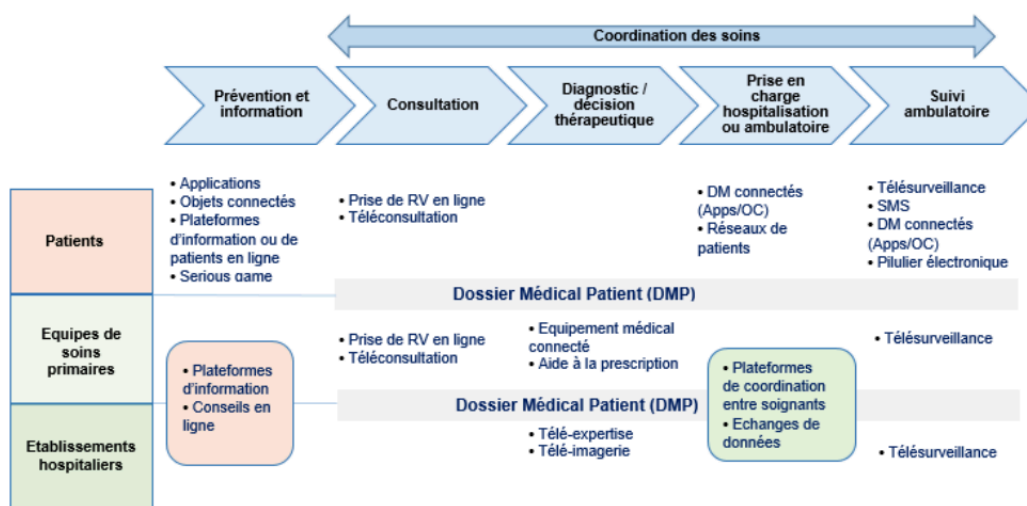 Coordination des soins
Prévention et
information
Consultation
Diagnostic /
décision
thérapeutique
Prise en
charge
hospitalisation
ou ambulatoire
Suivi
ambulatoire
Patients
• Applications
• Objets connectés
• Plateformes
d'information ou de
patients en ligne
• Serious game
• Prise de RV en ligne
• Téléconsultation
• DM connectés
(Apps/OC)
• Réseaux de
patients
• Télésurveillance
• SMS
• DM connectés
(Apps/OC)
• Pilulier électronique
Dossier Médical Patient (DMP)
Equipes de
soins
primaires
• Plateformes
d'information
• Conseils en
ligne
• Prise de RV en ligne
• Téléconsultation
• Equipement médical
connecté
• Aide à la prescription
• Plateformes
de coordination
entre soignants
• Echanges de
données
• Télésurveillance
Dossier Médical Patient (DMP)
Etablissements
hospitaliers
• Télé-expertise
• Télé-imagerie
• Télésurveillance